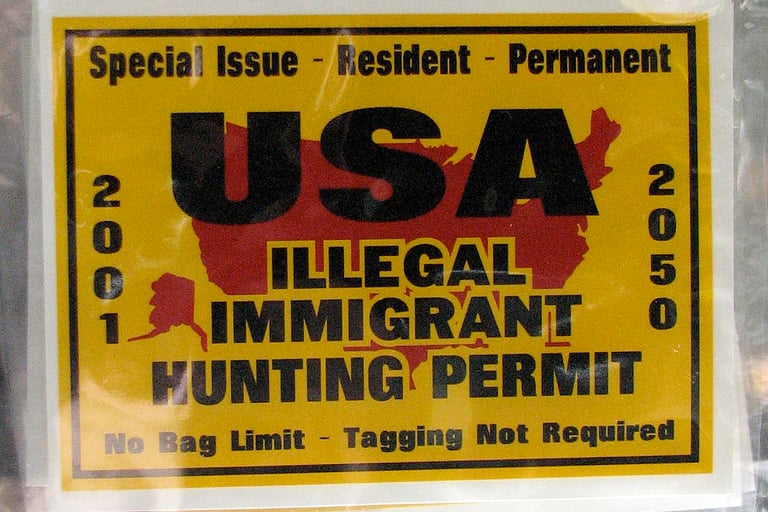 Special Issue - Resident - Permanent
USA
2001
2050
ILLEGAL
IMMIGRANT
HUNTING PERMIT
No Bag Limit - Tagging Not Required